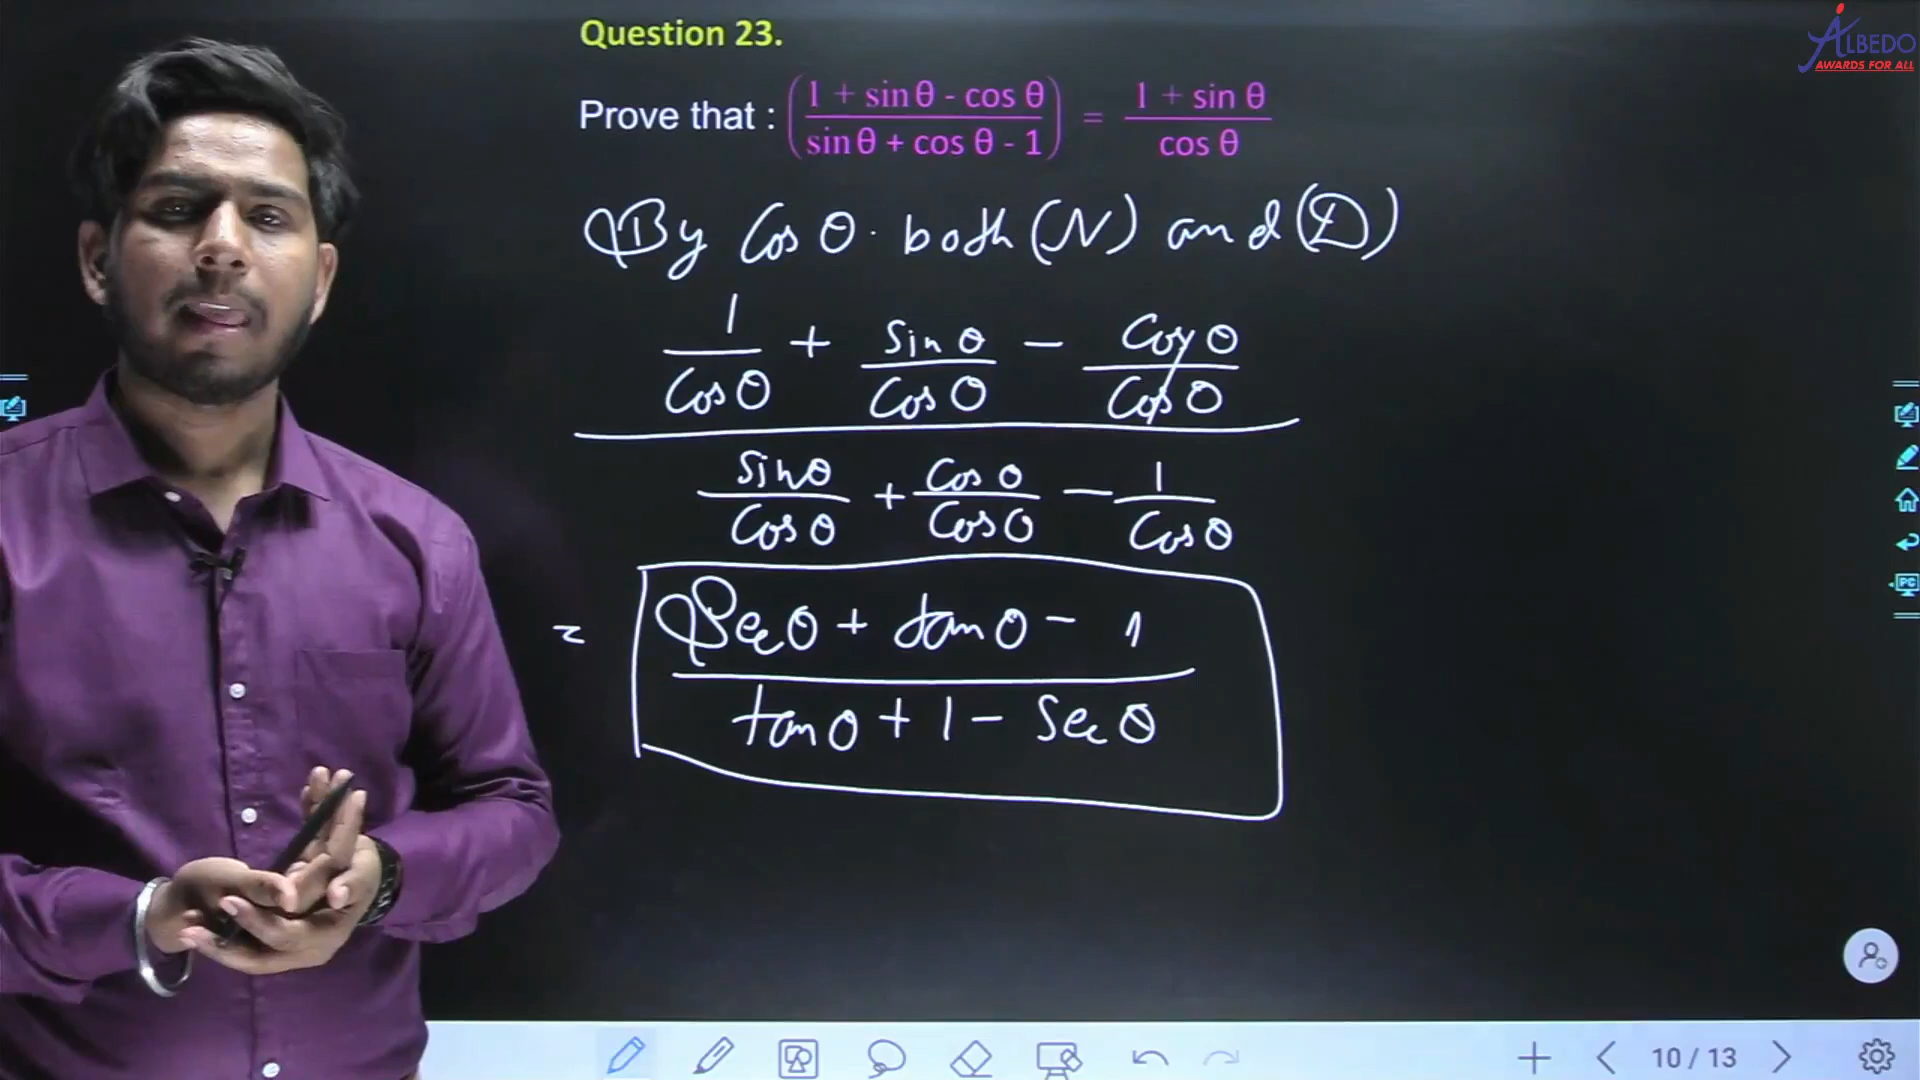 Question 23.
Prove that : (1 + sin θ - cos θ / sin θ + cos θ - 1) = 1 + sin θ / cos θ
ALBEDO
AWARDS FOR ALL
By Cos θ. both (N) and (D)
1/Cos θ + Sin θ/Cos θ − Cos θ/Cos θ
Sin θ/Cos θ + Cos θ/Cos θ − 1/Cos θ
= Sec θ + tan θ − 1
tan θ + 1 − Sec θ
PC
10 / 13